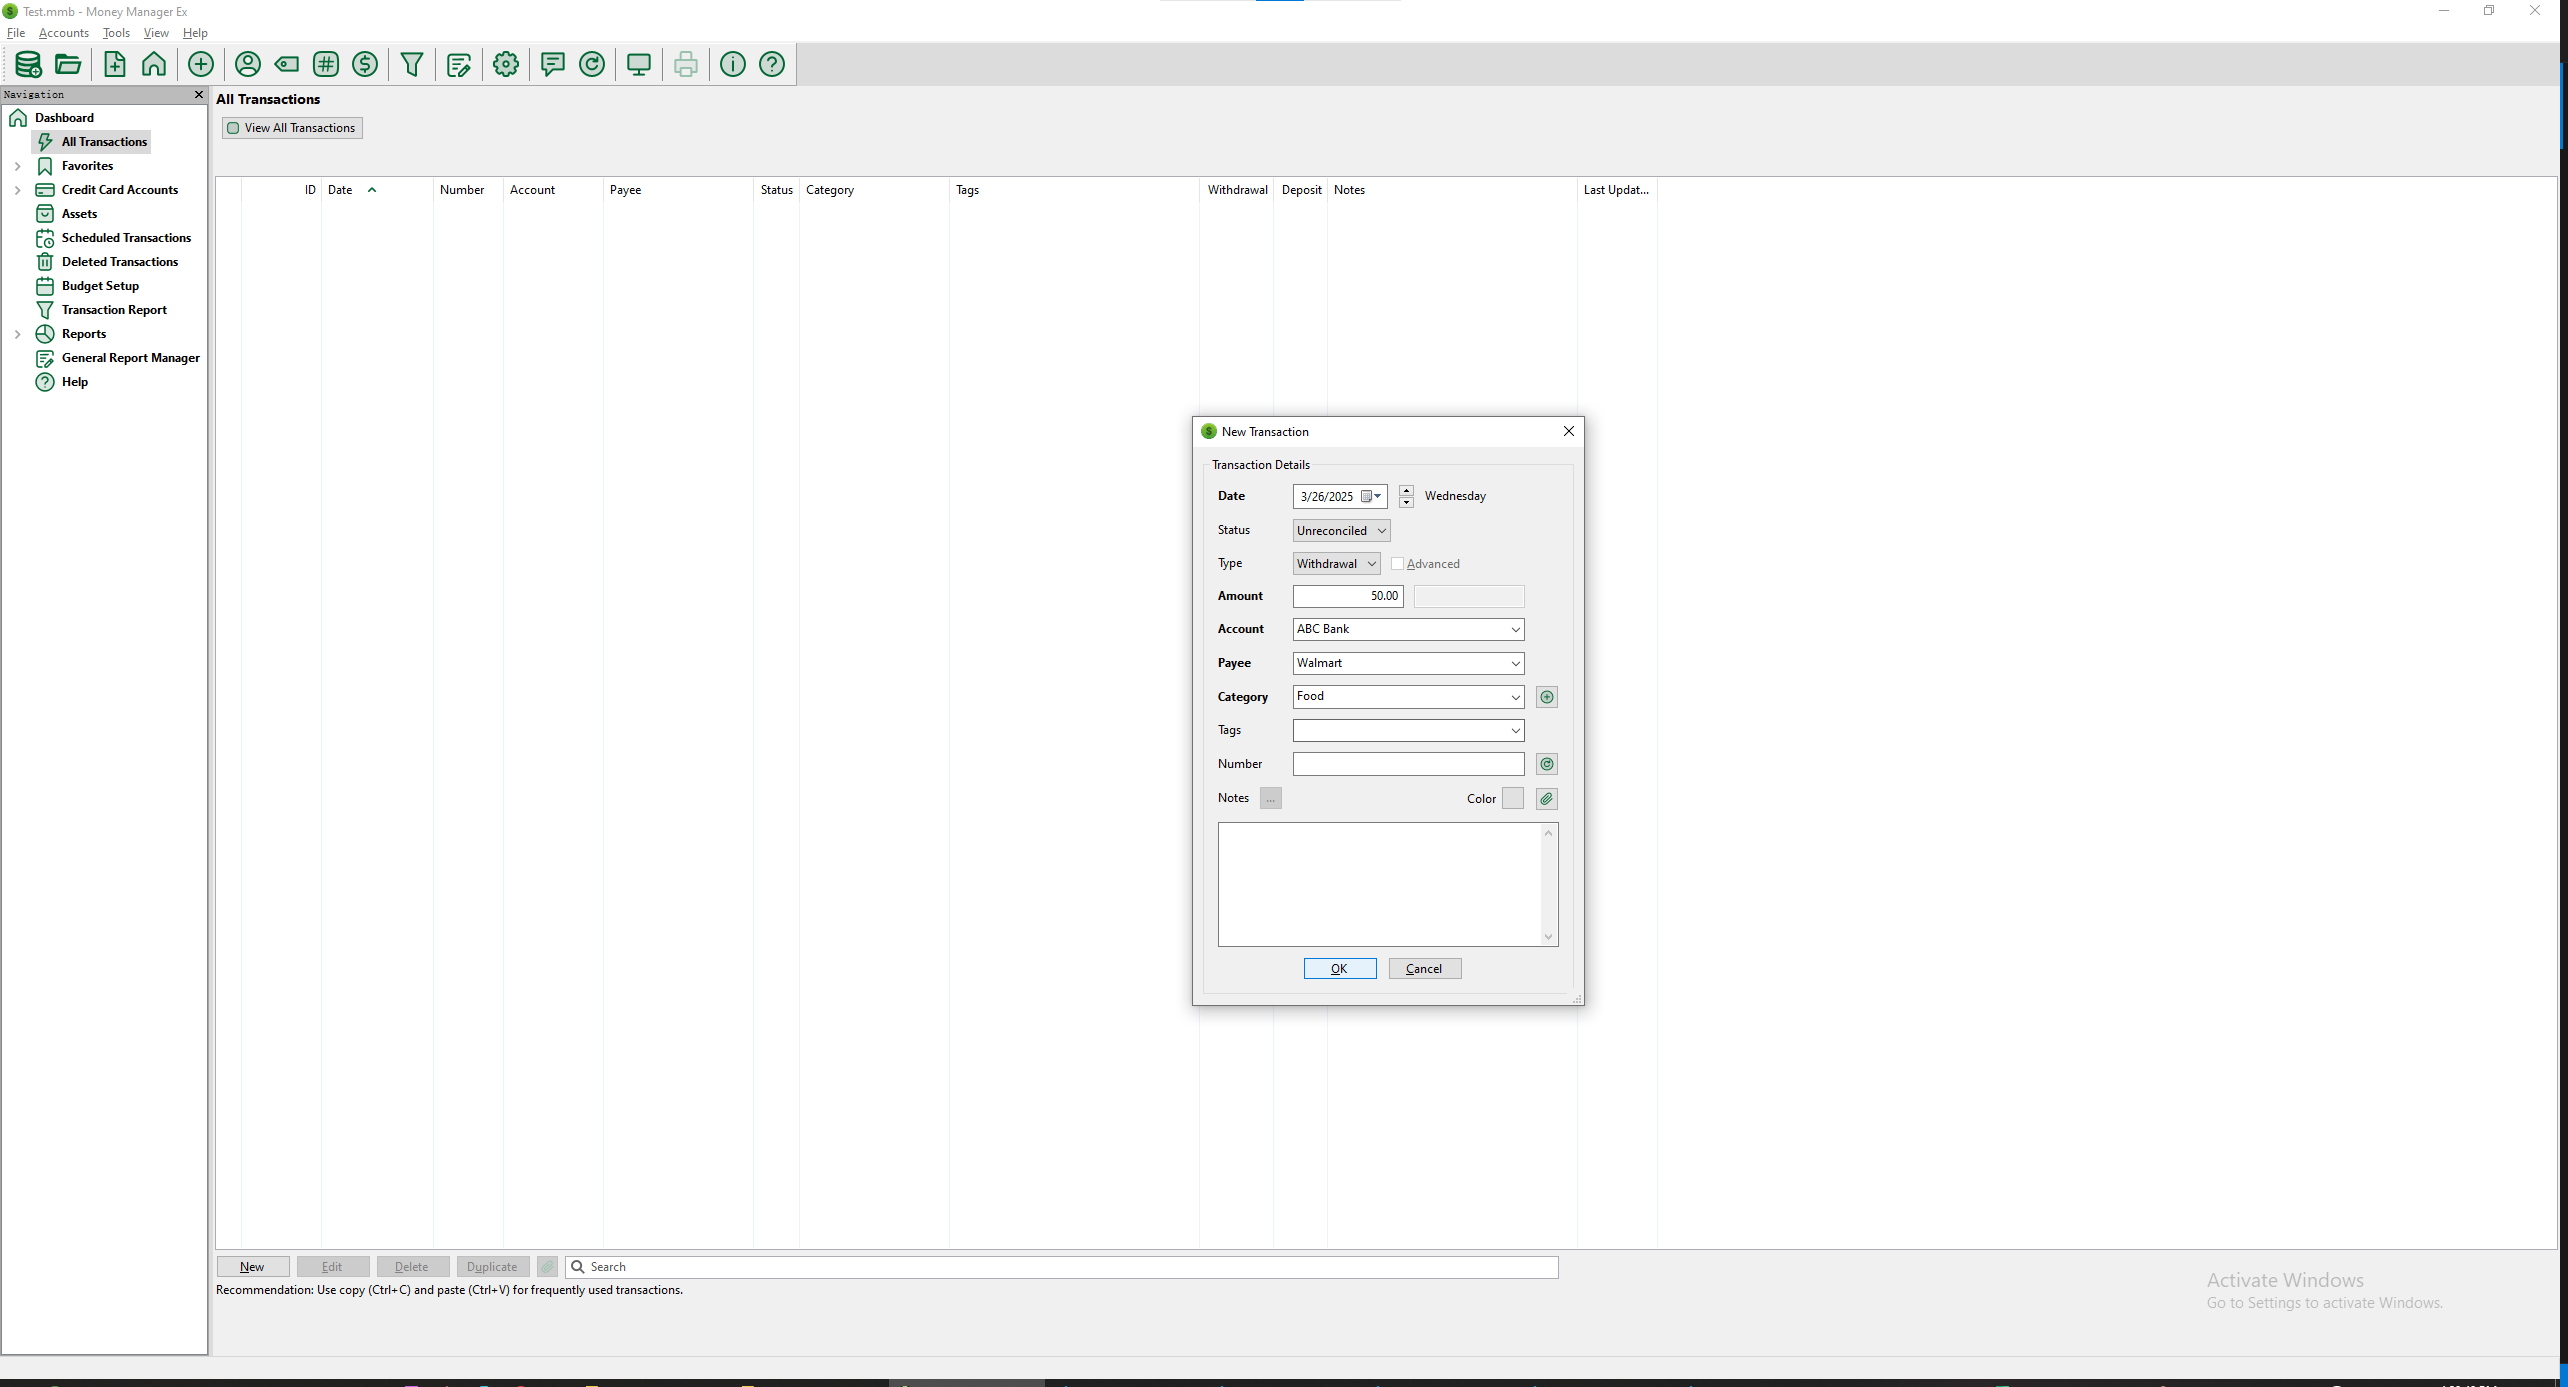 Test.mmb - Money Manager Ex
File Accounts Tools View Help
Navigation
Dashboard
All Transactions
Favorites
Credit Card Accounts
Assets
Scheduled Transactions
Deleted Transactions
Budget Setup
Transaction Report
Reports
General Report Manager
Help
All Transactions
View All Transactions
ID Date Number Account Payee Status Category Tags Withdrawal Deposit Notes Last Updat...
New Transaction
Transaction Details
Date 3/26/2025 Wednesday
Status Unreconciled
Type Withdrawal Advanced
Amount 50.00
Account ABC Bank
Payee Walmart
Category Food
Tags
Number
Notes ... Color
OK Cancel
New Edit Delete Duplicate Search
Recommendation: Use copy (Ctrl+C) and paste (Ctrl+V) for frequently used transactions.
Activate Windows
Go to Settings to activate Windows.